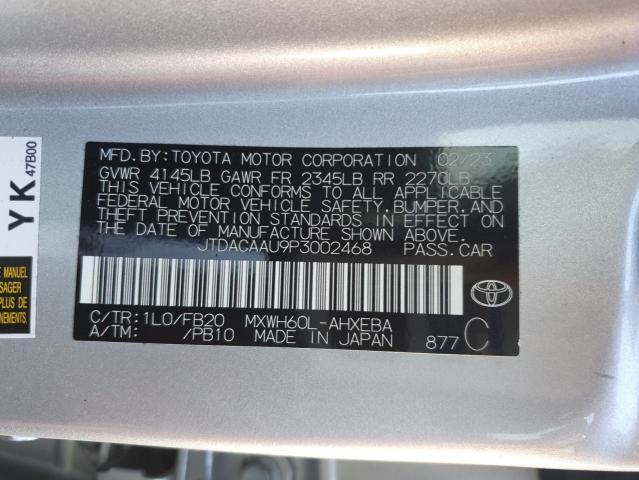 MFD.BY:TOYOTA MOTOR CORPORATION 02/23
GVWR 4145LB GAWR FR 2345LB RR 2270LB
THIS VEHICLE CONFORMS TO ALL APPLICABLE
FEDERAL MOTOR VEHICLE SAFETY,BUMPER,AND
THEFT PREVENTION STANDARDS IN EFFECT ON
THE DATE OF MANUFACTURE SHOWN ABOVE.
JTDACAAU9P3002468 PASS.CAR
C/TR:1L0/FB20 MXWH60L-AHXEBA
A/TM: /PB10 MADE IN JAPAN 877 C
YK
47B00
E MANUEL
SAGER
PLUS DE